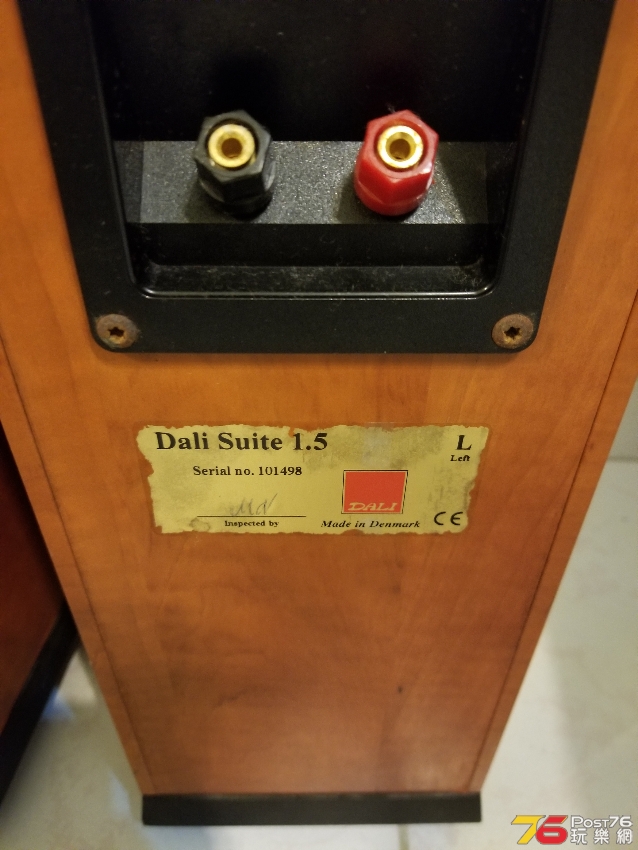 Dali Suite 1.5
L
Left
Serial no. 101498
DALI
Inspected by
Made in Denmark
CE
76 Post76
玩樂網